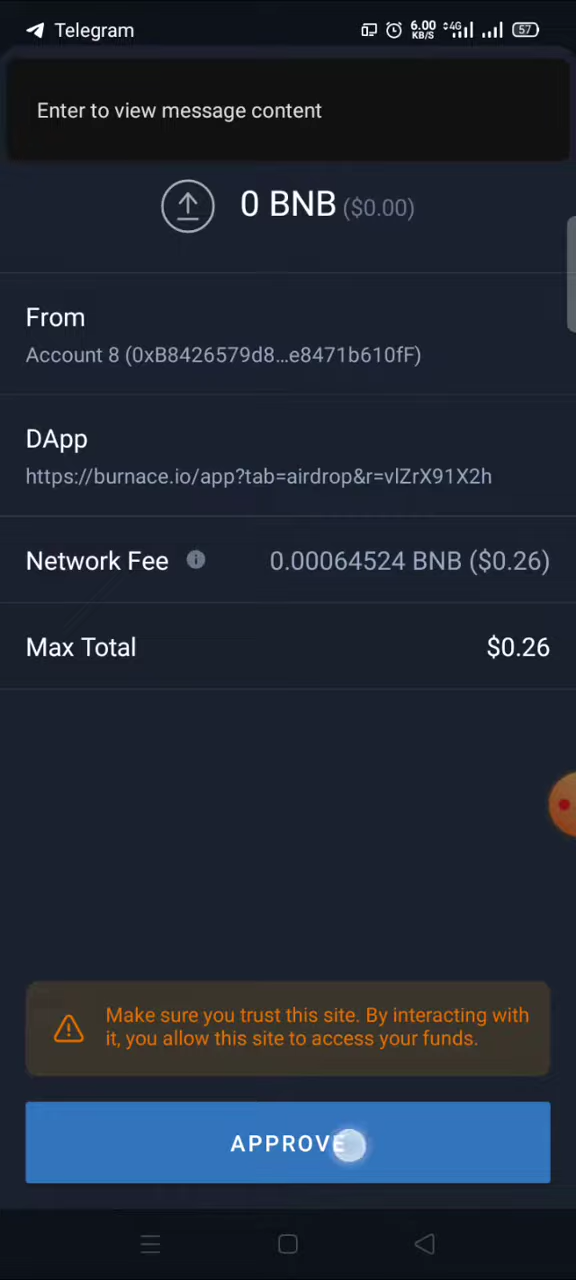 Telegram
6.00 KB/S 4G 57
Enter to view message content
0 BNB ($0.00)
From
Account 8 (0xB8426579d8...e8471b610fF)
DApp
https://burnace.io/app?tab=airdrop&r=vlZrX91X2h
Network Fee 0.00064524 BNB ($0.26)
Max Total $0.26
Make sure you trust this site. By interacting with
it, you allow this site to access your funds.
APPROVE